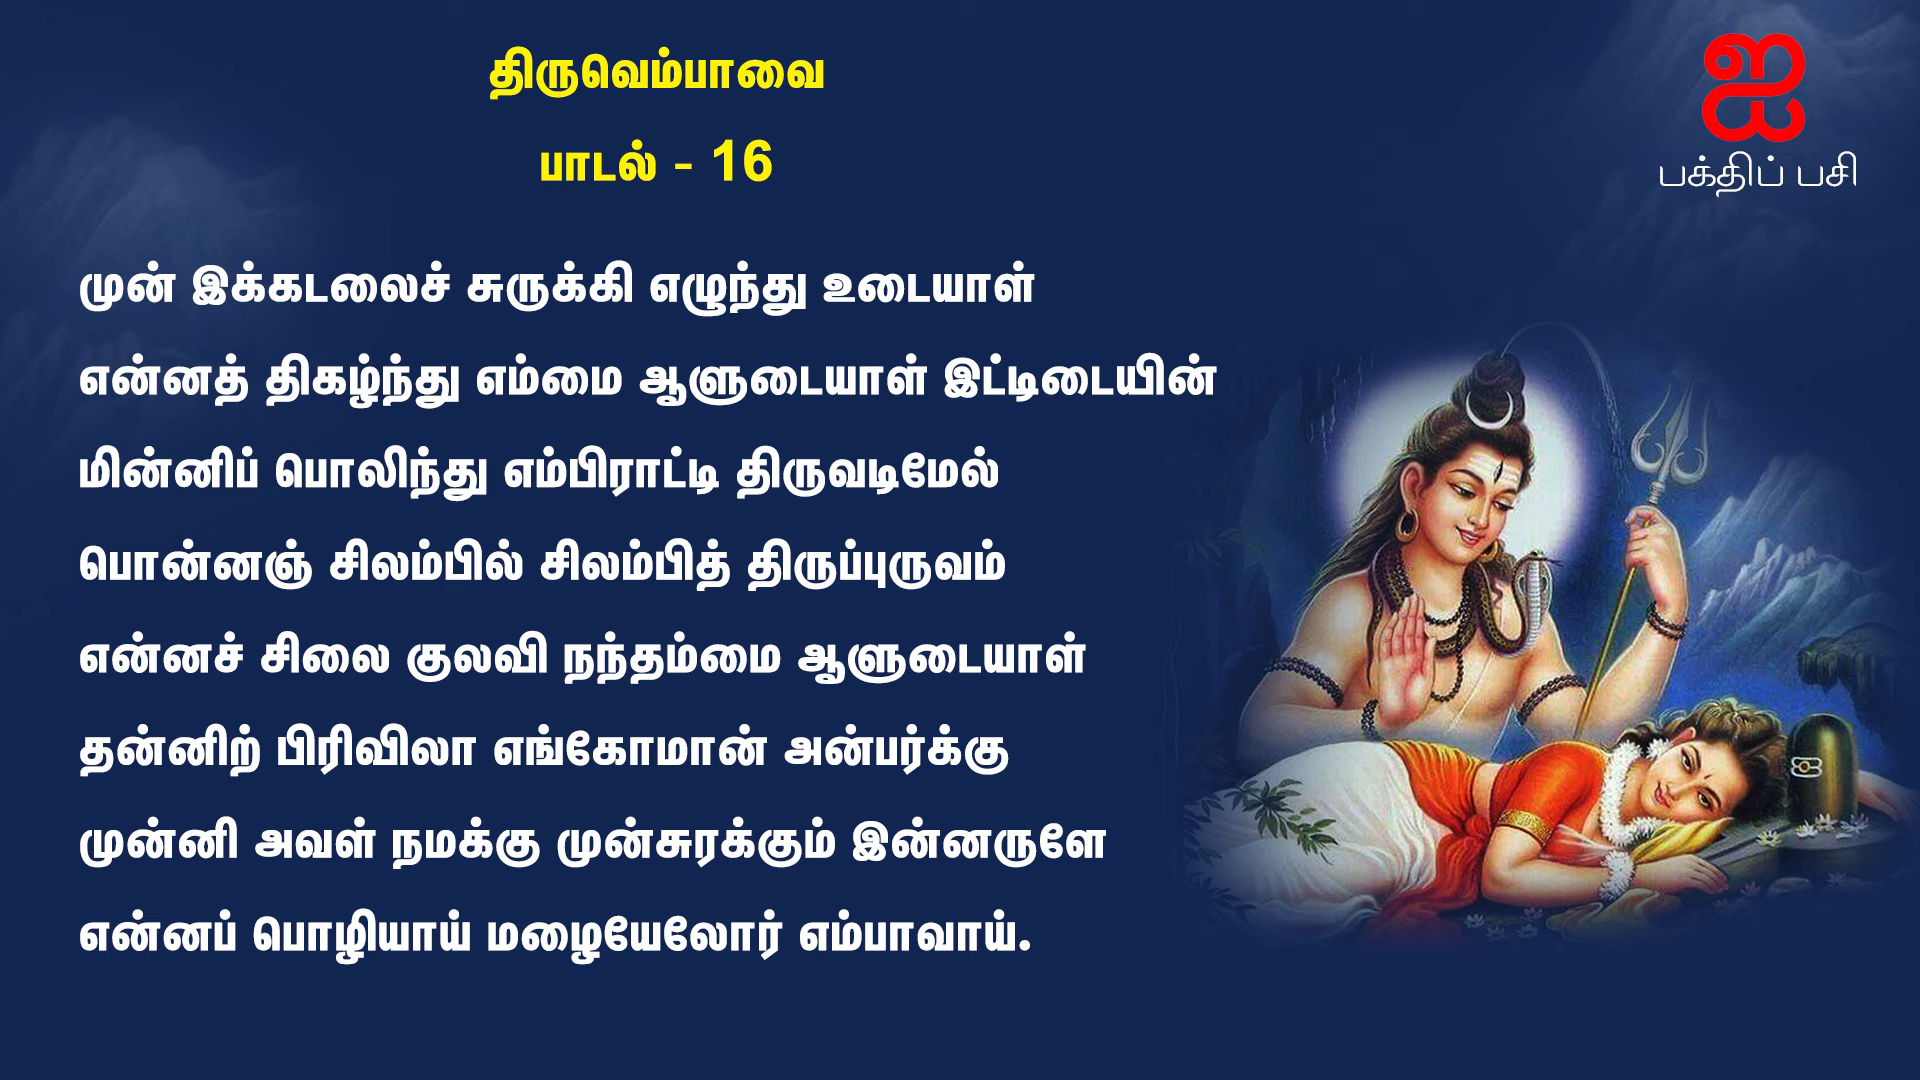 திருவெம்பாவை
பாடல் - 16
ஐ
பக்திப் பசி
முன் இக்கடலைச் சுருக்கி எழுந்து உடையாள்
என்னத் திகழ்ந்து எம்மை ஆளுடையாள் இட்டிடையின்
மின்னிப் பொலிந்து எம்பிராட்டி திருவடிமேல்
பொன்னஞ் சிலம்பில் சிலம்பித் திருப்புருவம்
என்னச் சிலை குலவி நந்தம்மை ஆளுடையாள்
தன்னிற் பிரிவிலா எங்கோமான் அன்பர்க்கு
முன்னி அவள் நமக்கு முன்சுரக்கும் இன்னருளே
என்னப் பொழியாய் மழையேலோர் எம்பாவாய்.